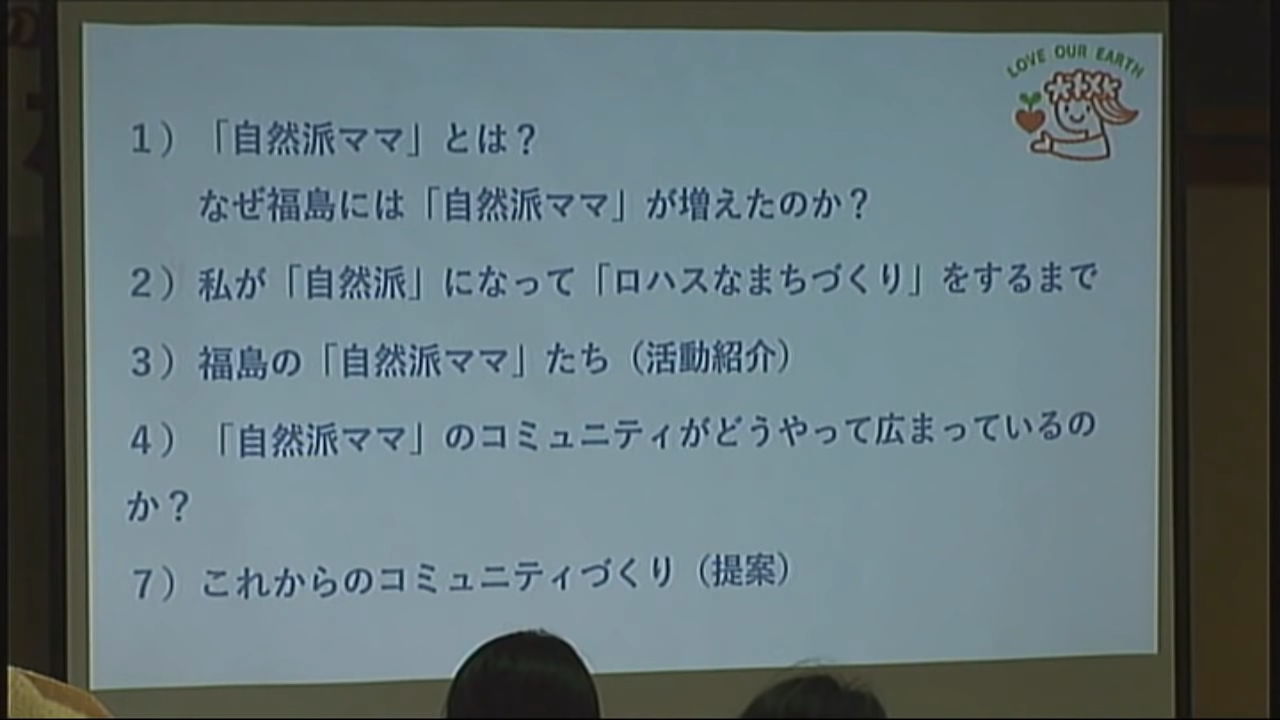 LOVE OUR EARTH
１）「自然派ママ」とは？
なぜ福島には「自然派ママ」が増えたのか？
２）私が「自然派」になって「ロハスなまちづくり」をするまで
３）福島の「自然派ママ」たち（活動紹介）
４）「自然派ママ」のコミュニティがどうやって広まっているの
か？
７）これからのコミュニティづくり（提案）